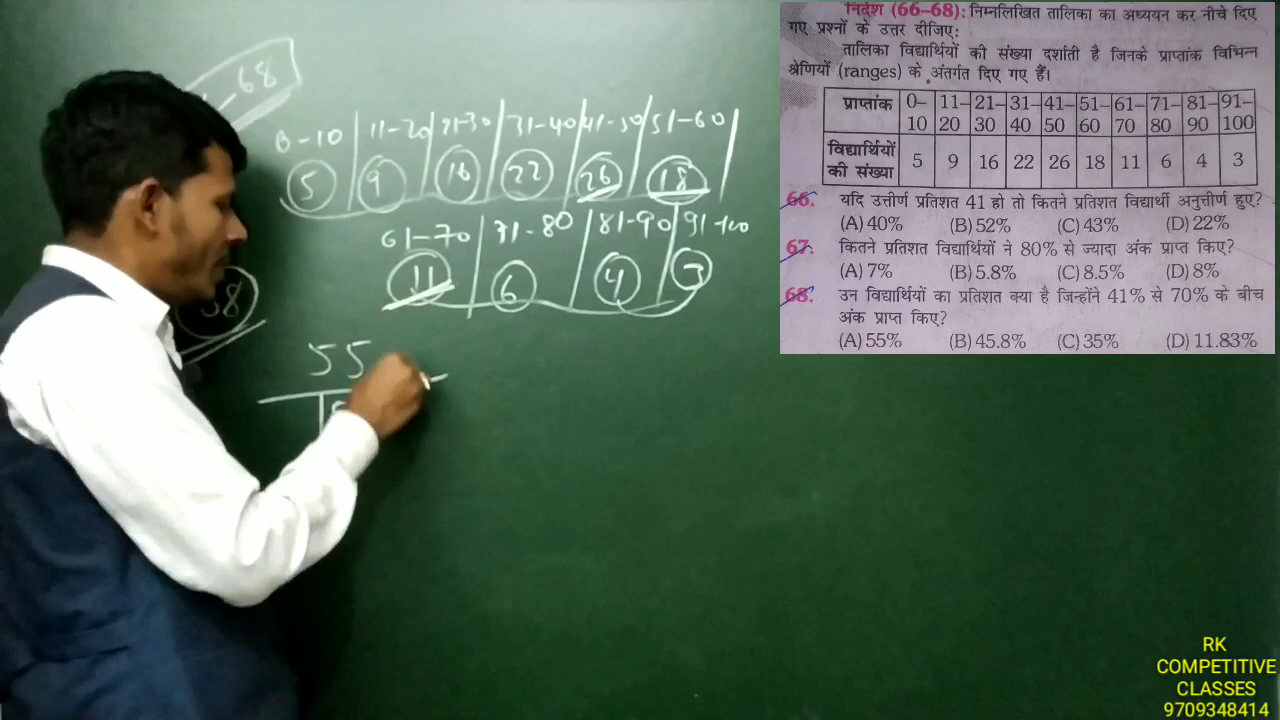 68
0-10 | 11-20 | 21-30 | 31-40 | 41-50 | 51-60
5 9 16 22 26 18
61-70 | 71-80 | 81-90 | 91-100
11 6 4 3
55
निर्देश (66–68): निम्नलिखित तालिका का अध्ययन कर नीचे दिए
गए प्रश्नों के उत्तर दीजिए:
तालिका विद्यार्थियों की संख्या दर्शाती है जिनके प्राप्तांक विभिन्न
श्रेणियों (ranges) के अंतर्गत दिए गए हैं।
प्राप्तांक 0– 11– 21– 31– 41– 51– 61– 71– 81– 91–
10 20 30 40 50 60 70 80 90 100
विद्यार्थियों
की संख्या 5 9 16 22 26 18 11 6 4 3
66. यदि उत्तीर्ण प्रतिशत 41 हो तो कितने प्रतिशत विद्यार्थी अनुत्तीर्ण हुए?
(A) 40% (B) 52% (C) 43% (D) 22%
67. कितने प्रतिशत विद्यार्थियों ने 80% से ज्यादा अंक प्राप्त किए?
(A) 7% (B) 5.8% (C) 8.5% (D) 8%
68. उन विद्यार्थियों का प्रतिशत क्या है जिन्होंने 41% से 70% के बीच
अंक प्राप्त किए?
(A) 55% (B) 45.8% (C) 35% (D) 11.83%
RK
COMPETITIVE
CLASSES
9709348414